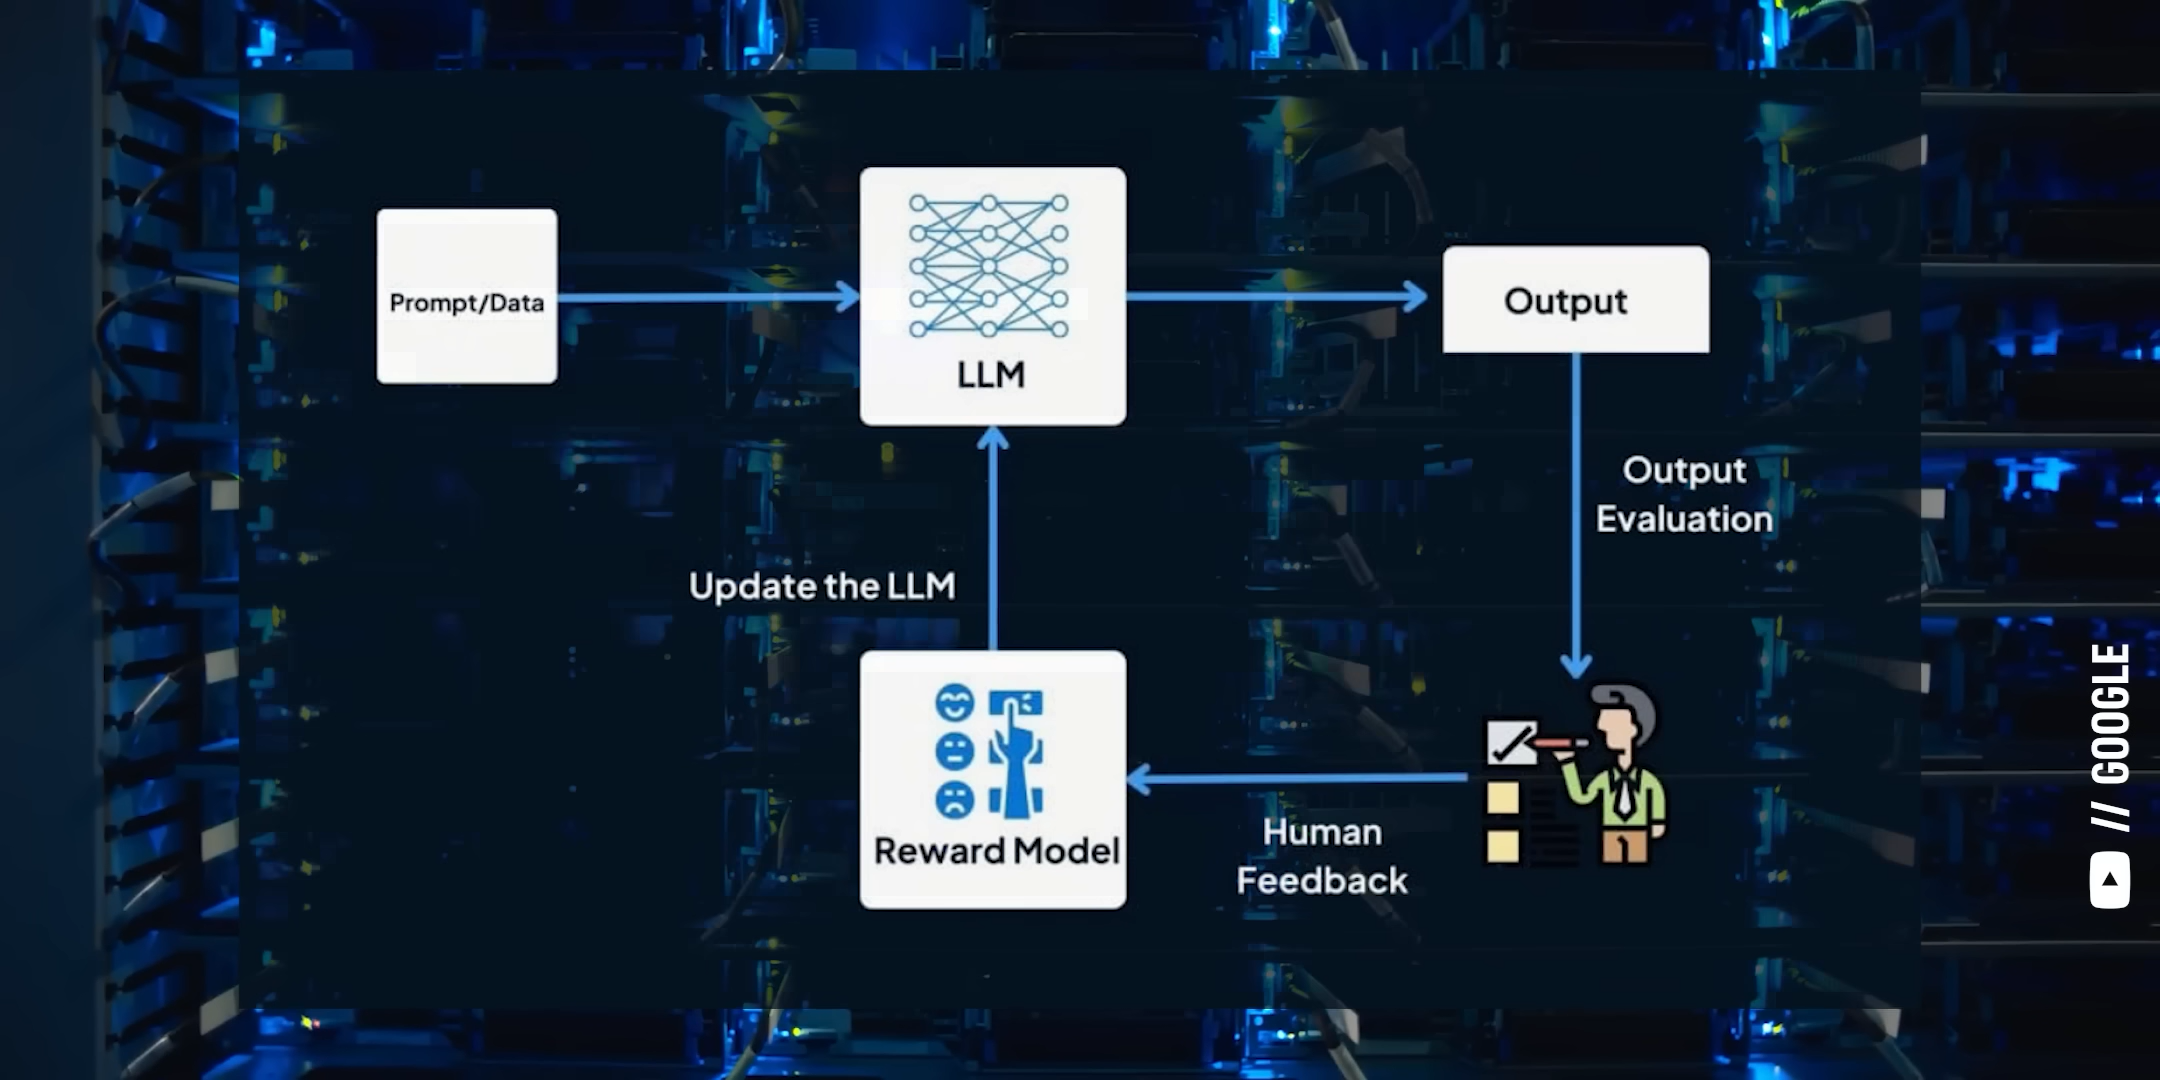 Prompt/Data
LLM
Output
Output
Evaluation
Update the LLM
Reward Model
Human
Feedback
// GOOGLE